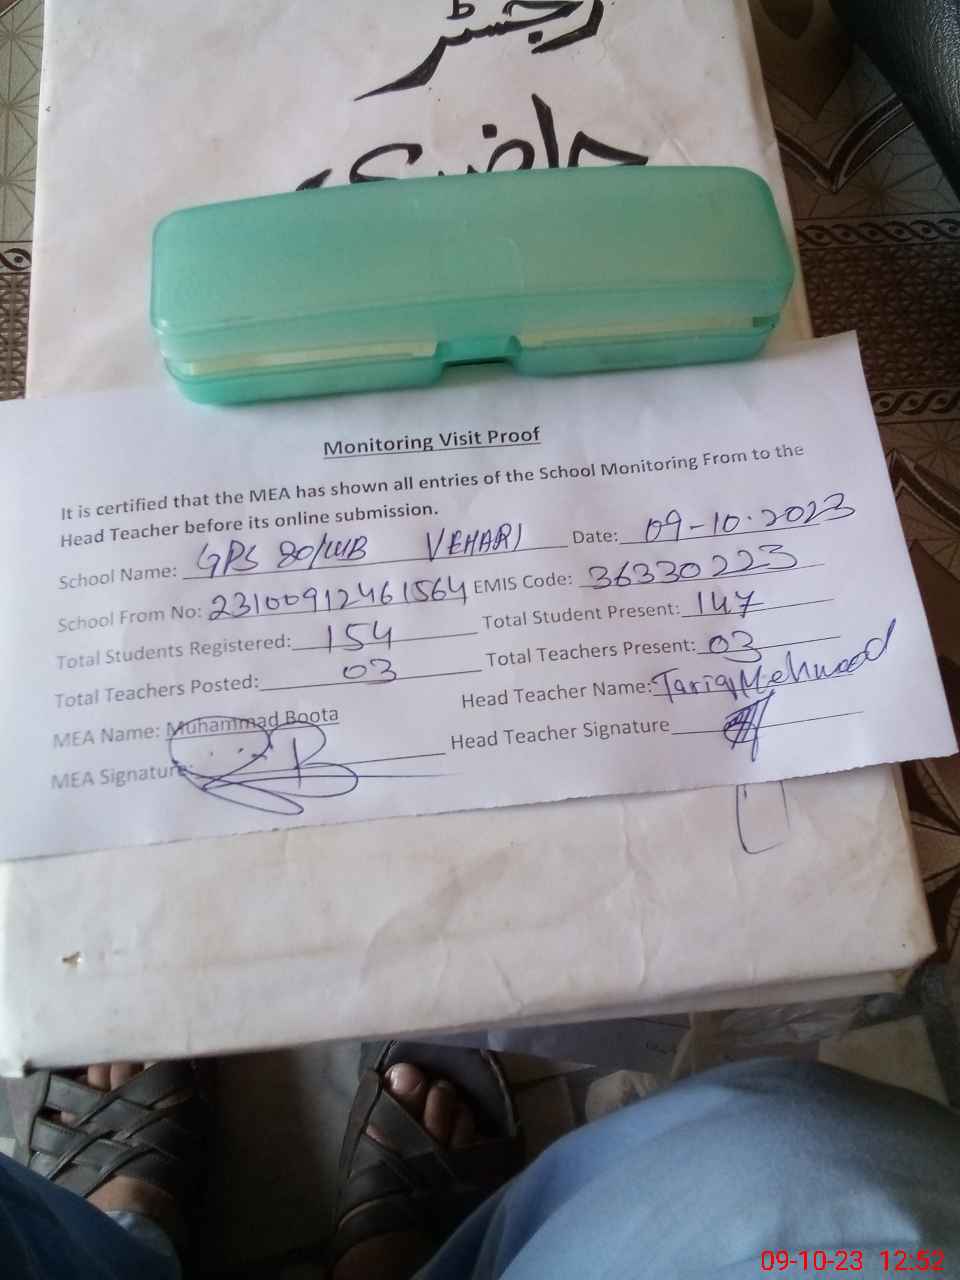 رجسٹر
حاضری
Monitoring Visit Proof
It is certified that the MEA has shown all entries of the School Monitoring From to the
Head Teacher before its online submission.
School Name: GPS 80/WB VEHARI Date: 09-10-2023
School From No: 23100912461564 EMIS Code: 36330223
Total Students Registered: 154 Total Student Present: 147
Total Teachers Posted: 03 Total Teachers Present: 03
MEA Name: Muhammad Boota Head Teacher Name: Tariq Mehmood
MEA Signature: Head Teacher Signature
09-10-23 12:52